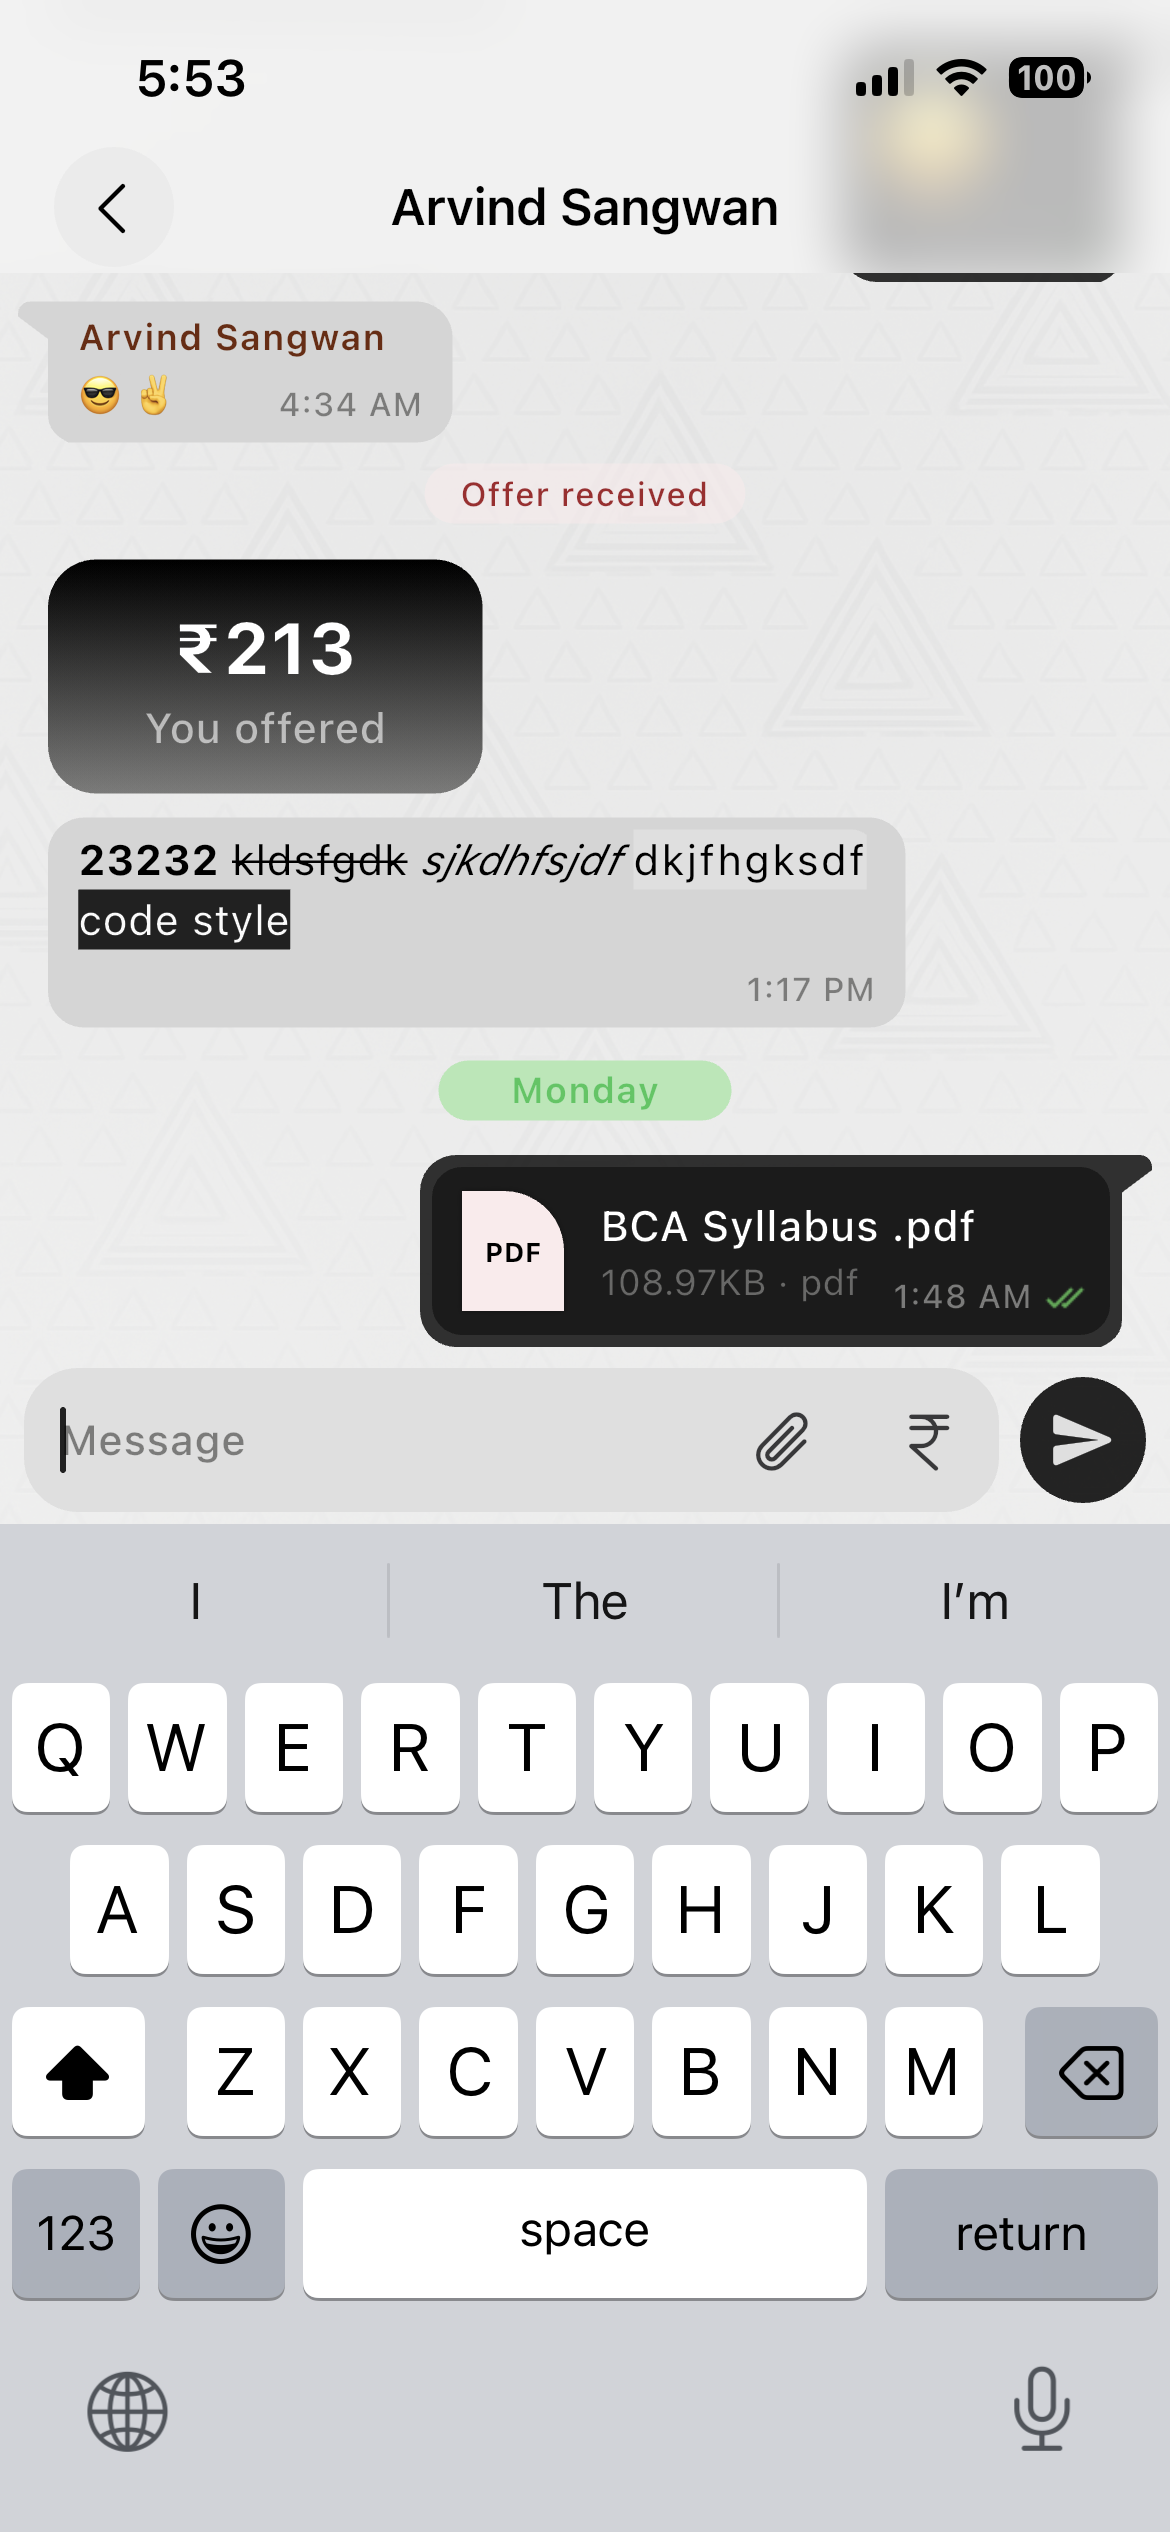 5:53
100
Arvind Sangwan
Arvind Sangwan
😎 ✌️
4:34 AM
Offer received
₹213
You offered
23232 kldsfgdk sjkdhfsjdf dkjfhgksdf
code style
1:17 PM
Monday
PDF
BCA Syllabus .pdf
108.97KB · pdf
1:48 AM
Message
₹
I The I’m
Q W E R T Y U I O P
A S D F G H J K L
Z X C V B N M
123 space return